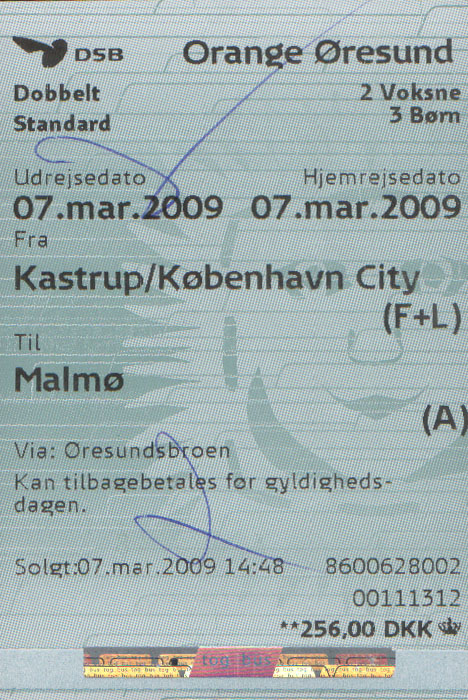 DSB Orange Øresund
Dobbelt 2 Voksne
Standard 3 Børn
Udrejsedato Hjemrejsedato
07.mar.2009 07.mar.2009
Fra
Kastrup/København City
(F+L)
Til
Malmø
(A)
Via: Øresundsbroen
Kan tilbagebetales før gyldigheds-
dagen.
Solgt:07.mar.2009 14:48 8600628002
00111312
**256,00 DKK
tog bus